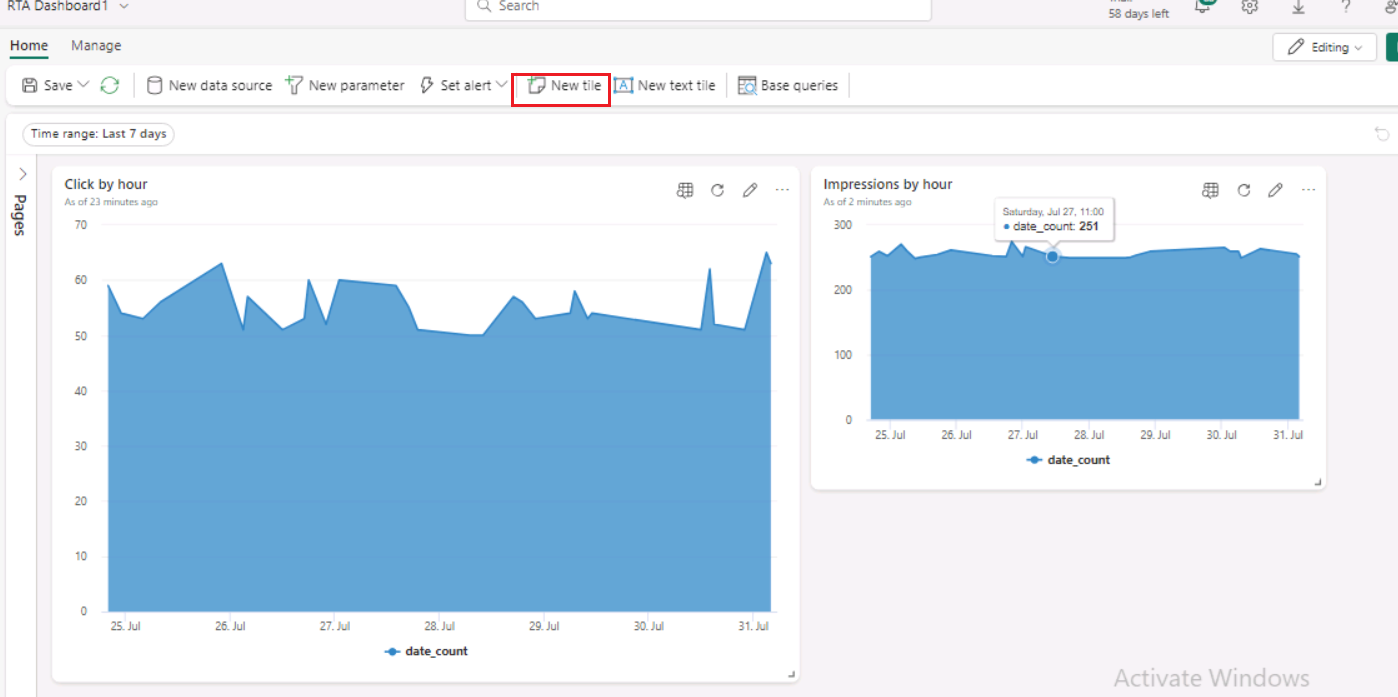 RTA Dashboard1
Search
58 days left
?
Home
Manage
Editing
Save
New data source
New parameter
Set alert
New tile
A
New text tile
Base queries
Time range: Last 7 days
Pages
Click by hour
As of 23 minutes ago
70
60
50
40
30
20
10
0
25. Jul
26. Jul
27. Jul
28. Jul
29. Jul
30. Jul
31. Jul
date_count
Impressions by hour
As of 2 minutes ago
Saturday, Jul 27, 11:00
date_count: 251
300
200
100
0
25. Jul
26. Jul
27. Jul
28. Jul
29. Jul
30. Jul
31. Jul
date_count
Activate Windows